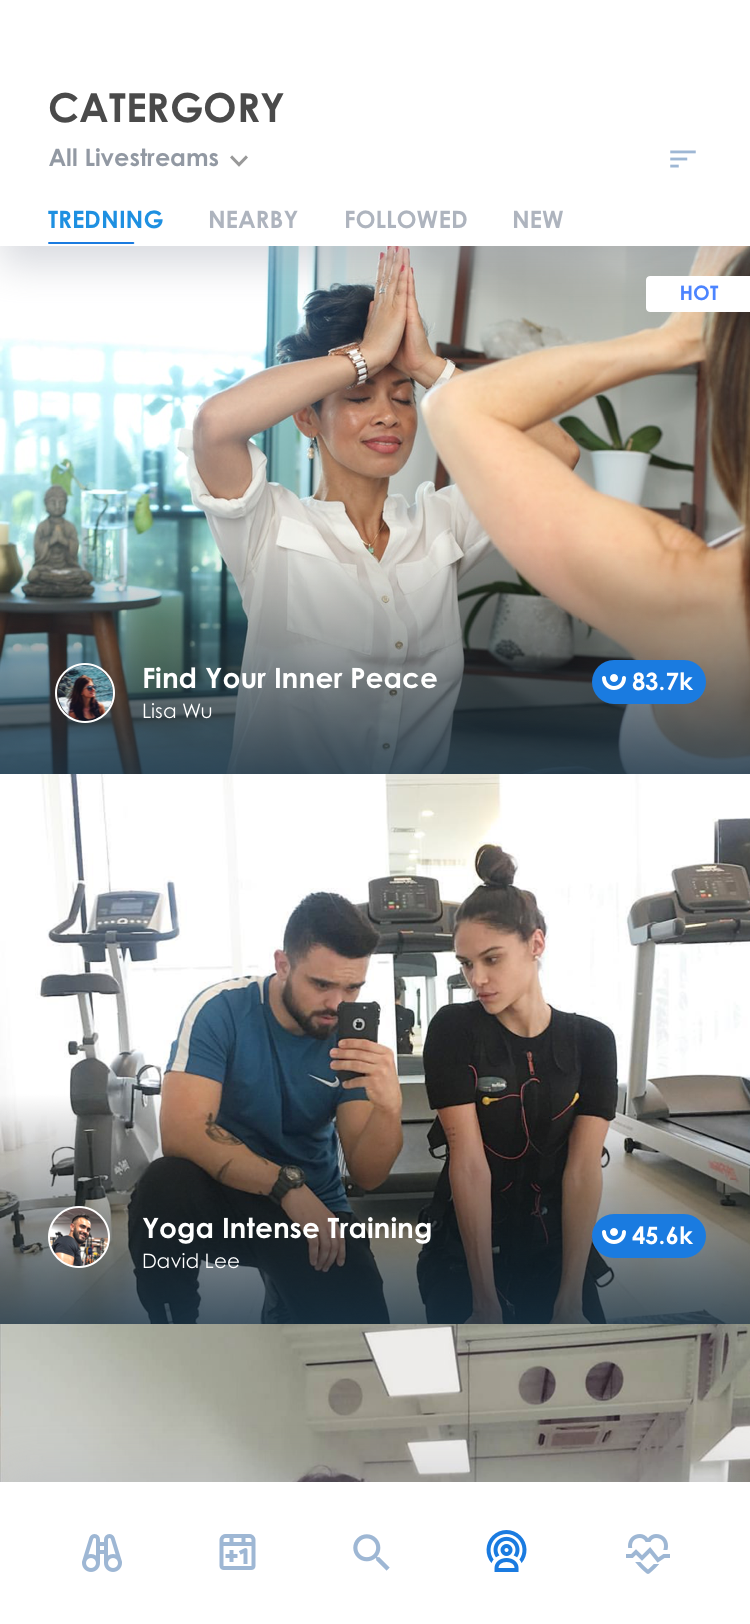 CATERGORY
All Livestreams
TREDNING NEARBY FOLLOWED NEW
HOT
Find Your Inner Peace
83.7k
Lisa Wu
Yoga Intense Training
45.6k
David Lee
+1